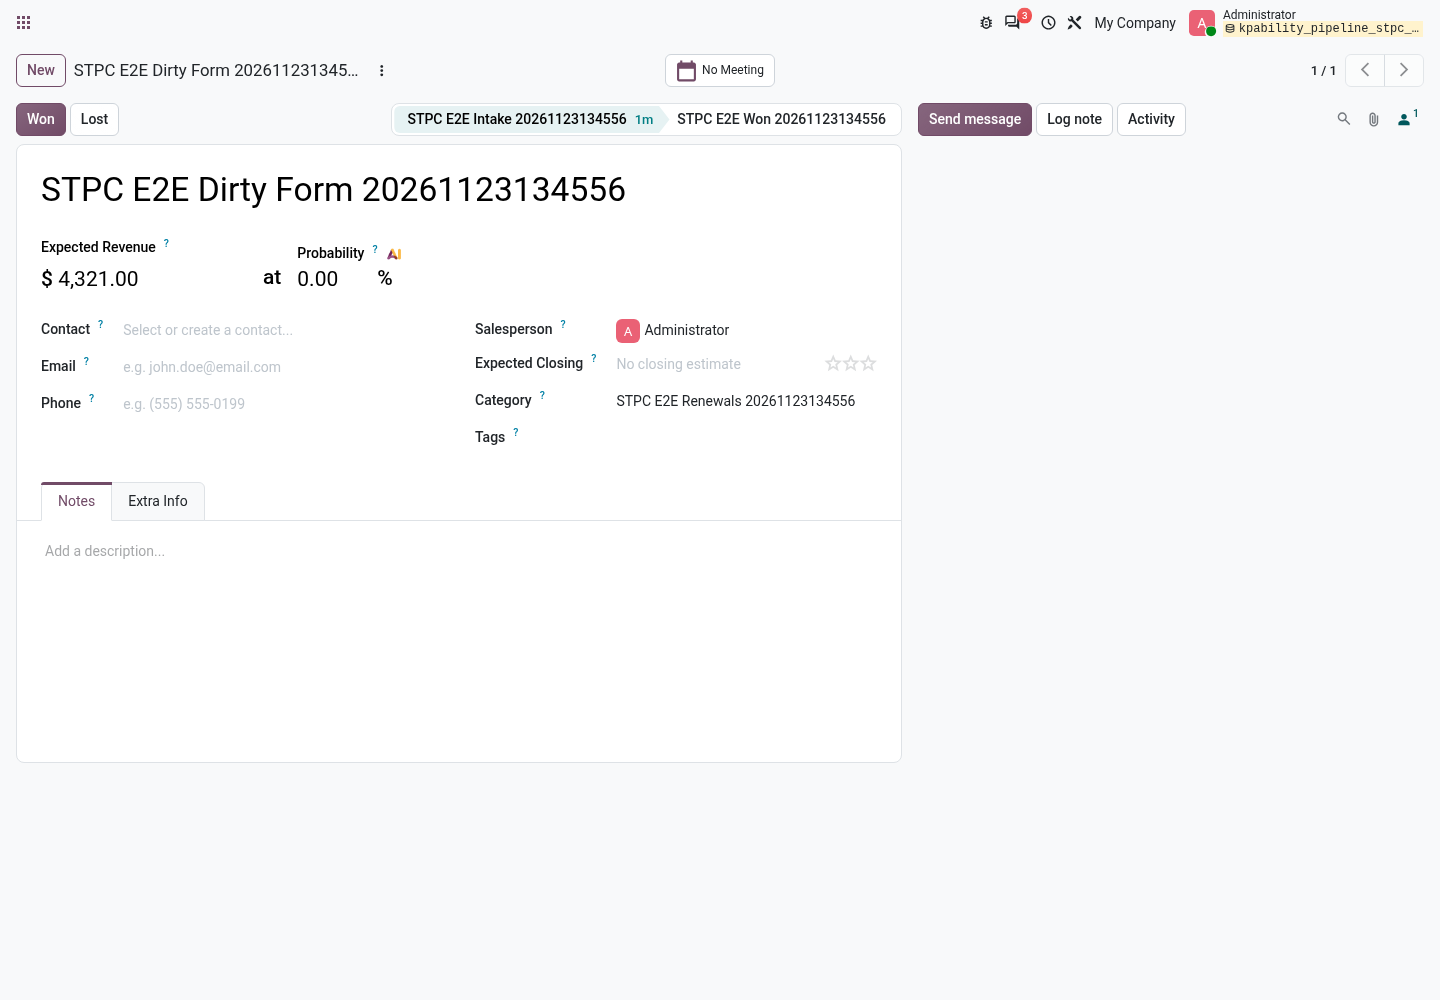 3
My Company
A
Administrator
kpability_pipeline_stpc_…
New
STPC E2E Dirty Form 202611231345…
No Meeting
1 / 1
Won
Lost
STPC E2E Intake 20261123134556 1m
STPC E2E Won 20261123134556
Send message
Log note
Activity
1
STPC E2E Dirty Form 20261123134556
Expected Revenue ?
Probability ? AI
$ 4,321.00
at
0.00 %
Contact ?
Select or create a contact...
Email ?
e.g. john.doe@email.com
Phone ?
e.g. (555) 555-0199
Salesperson ?
A Administrator
Expected Closing ?
No closing estimate
Category ?
STPC E2E Renewals 20261123134556
Tags ?
Notes
Extra Info
Add a description...